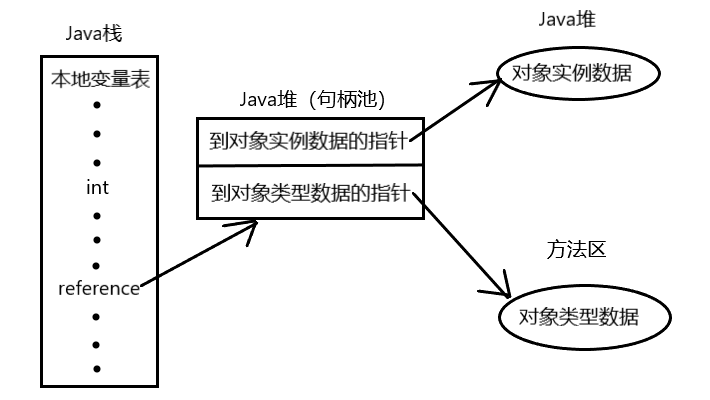 Java栈
本地变量表
int
reference
Java堆（句柄池）
到对象实例数据的指针
到对象类型数据的指针
Java堆
对象实例数据
方法区
对象类型数据